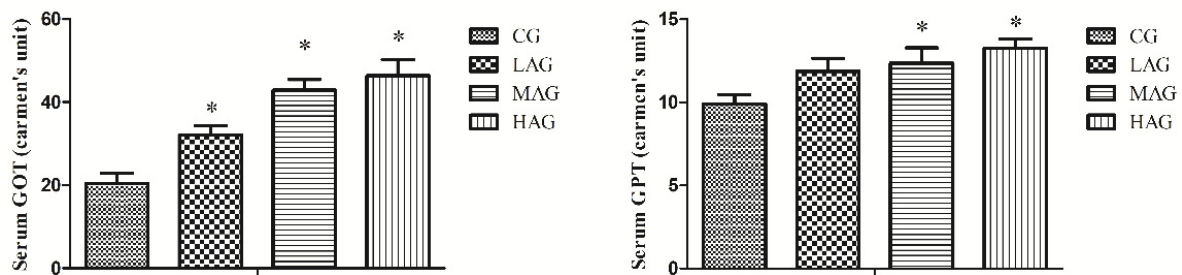 Serum GOT (carmen's unit)
60
40
20
0
*
*
*
CG
LAG
MAG
HAG
Serum GPT (carmen's unit)
15
10
5
0
*
*
CG
LAG
MAG
HAG